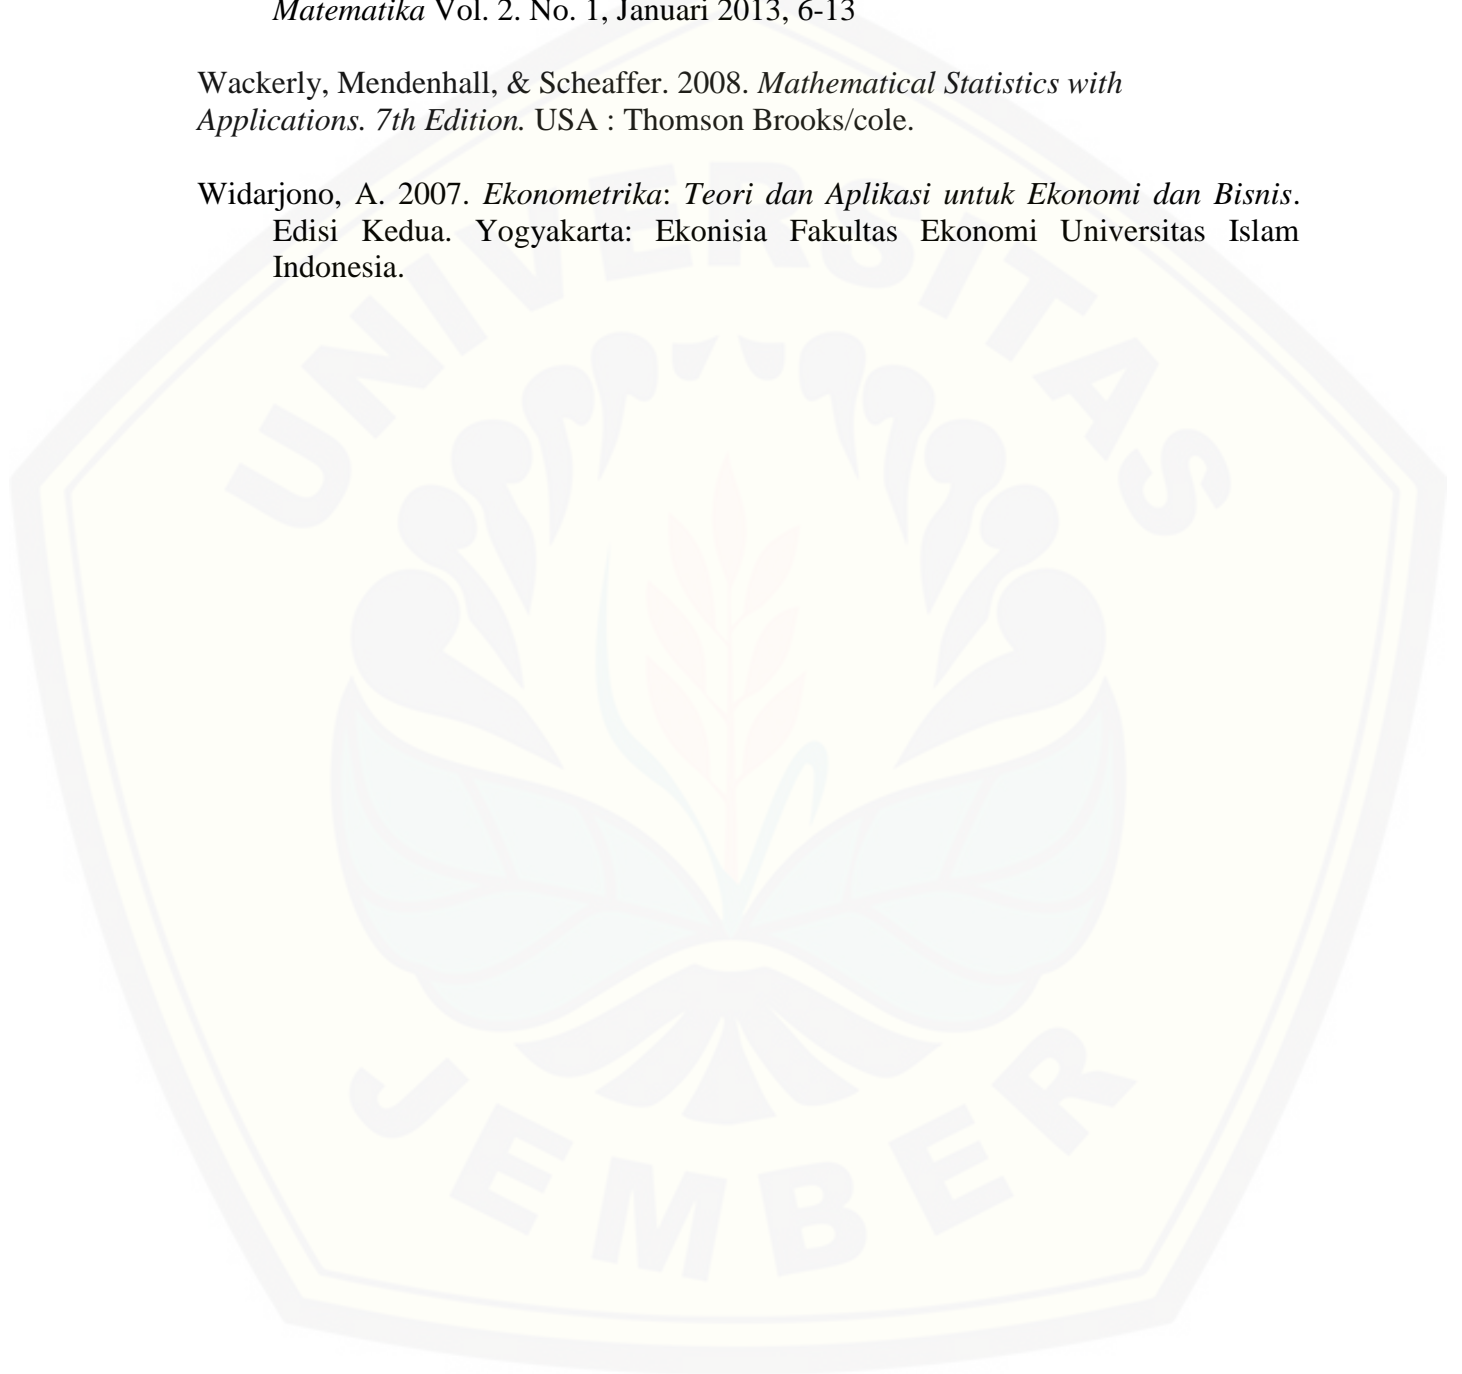 Matematika Vol. 2. No. 1, Januari 2013, 6-13
Wackerly, Mendenhall, & Scheaffer. 2008. Mathematical Statistics with
Applications. 7th Edition. USA : Thomson Brooks/cole.
Widarjono, A. 2007. Ekonometrika: Teori dan Aplikasi untuk Ekonomi dan Bisnis.
Edisi Kedua. Yogyakarta: Ekonisia Fakultas Ekonomi Universitas Islam
Indonesia.
UNIVERSITAS
JEMBER